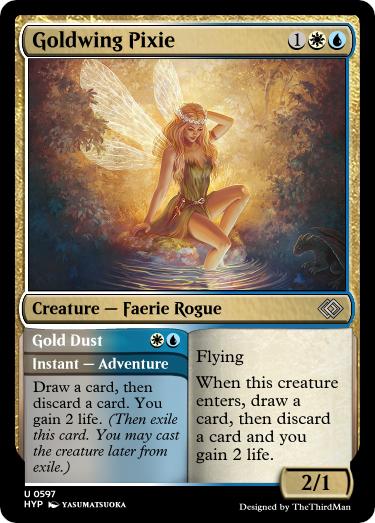 Goldwing Pixie 1
Creature — Faerie Rogue
Gold Dust
Instant — Adventure
Draw a card, then
discard a card. You
gain 2 life. (Then exile
this card. You may cast
the creature later from
exile.)
Flying
When this creature
enters, draw a
card, then discard
a card and you
gain 2 life.
2/1
U 0597
HYP YASUMATSUOKA
Designed by TheThirdMan